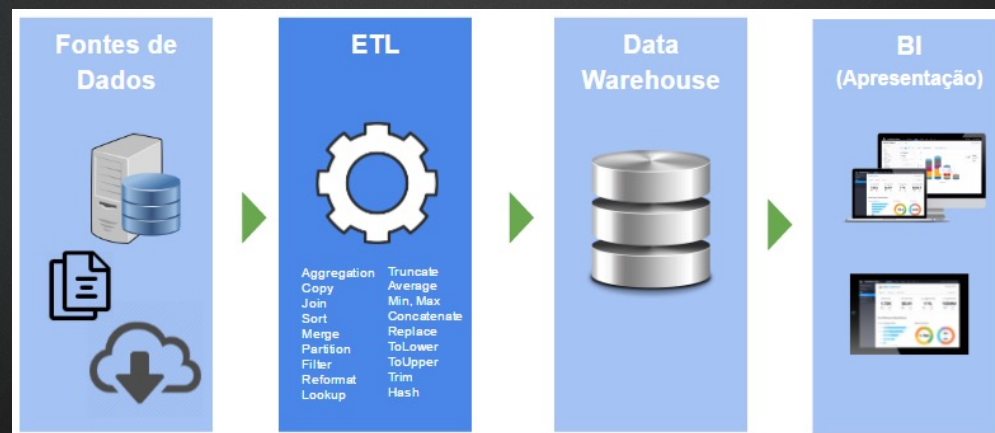 Fontes de
Dados
ETL
Aggregation
Copy
Join
Sort
Merge
Partition
Filter
Reformat
Lookup
Truncate
Average
Min, Max
Concatenate
Replace
ToLower
ToUpper
Trim
Hash
Data
Warehouse
BI
(Apresentação)